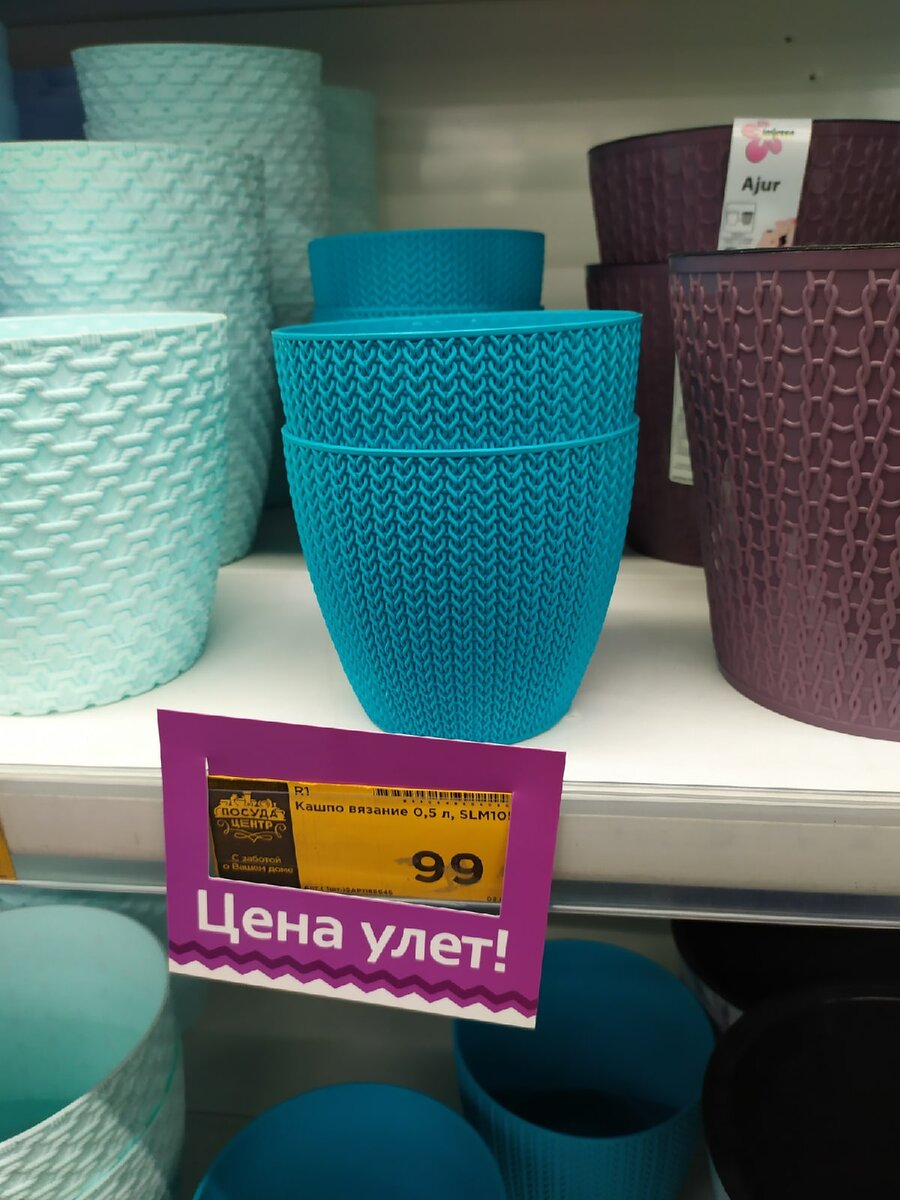 Ajur
R1
Кашпо вязание 0,5 л, SLM10
ПОСУДА
ЦЕНТР
С заботой
о Вашем доме
99
Цена улет!